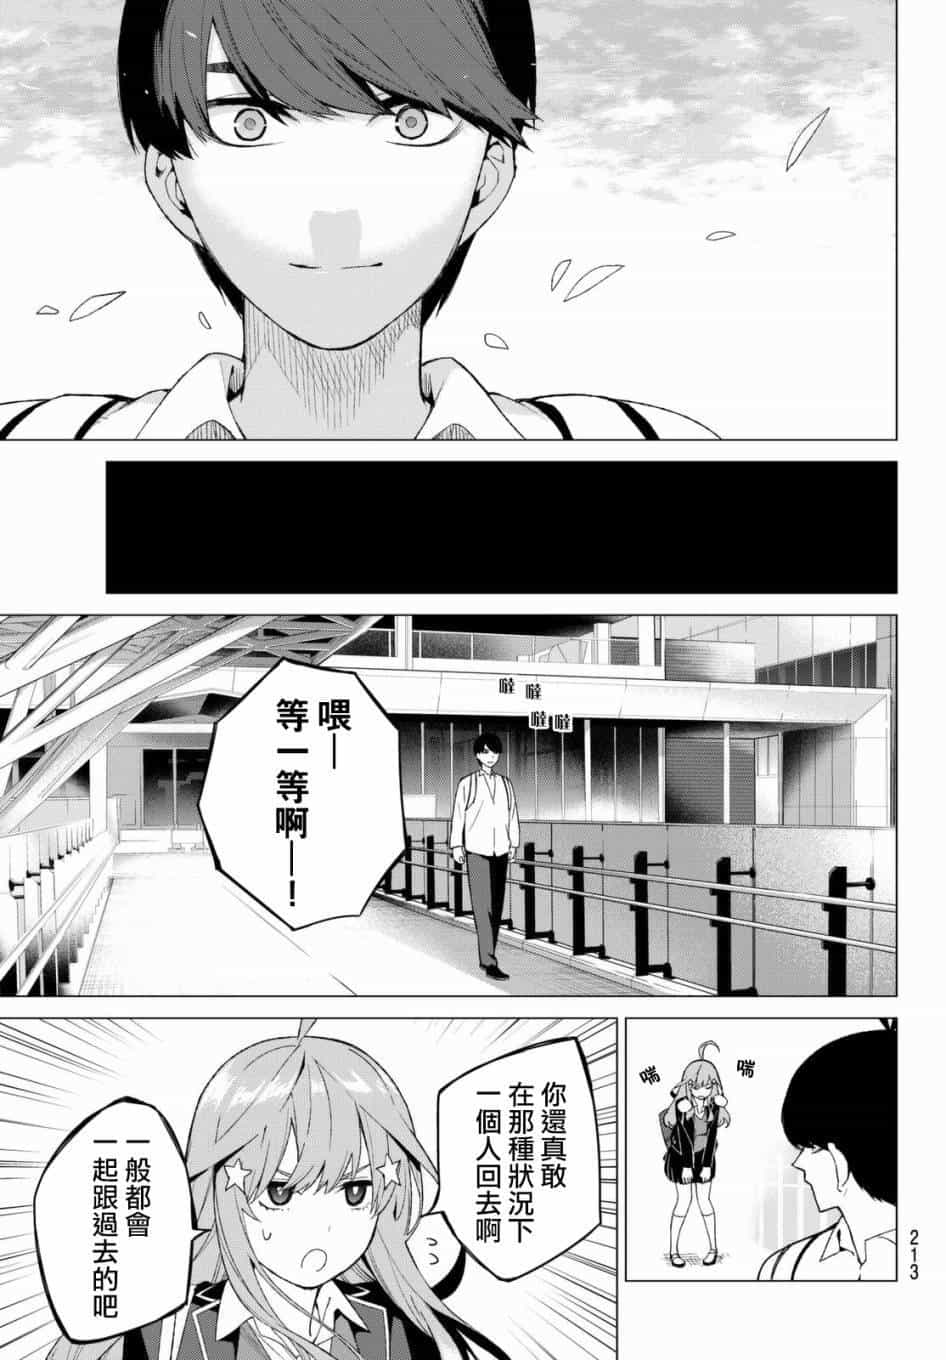 噠
噠
噠
噠
喂—
等一等啊—！
喘
喘
你還真敢
在那種狀況下
一個人回去啊
一般都會
一起跟過去的吧
213